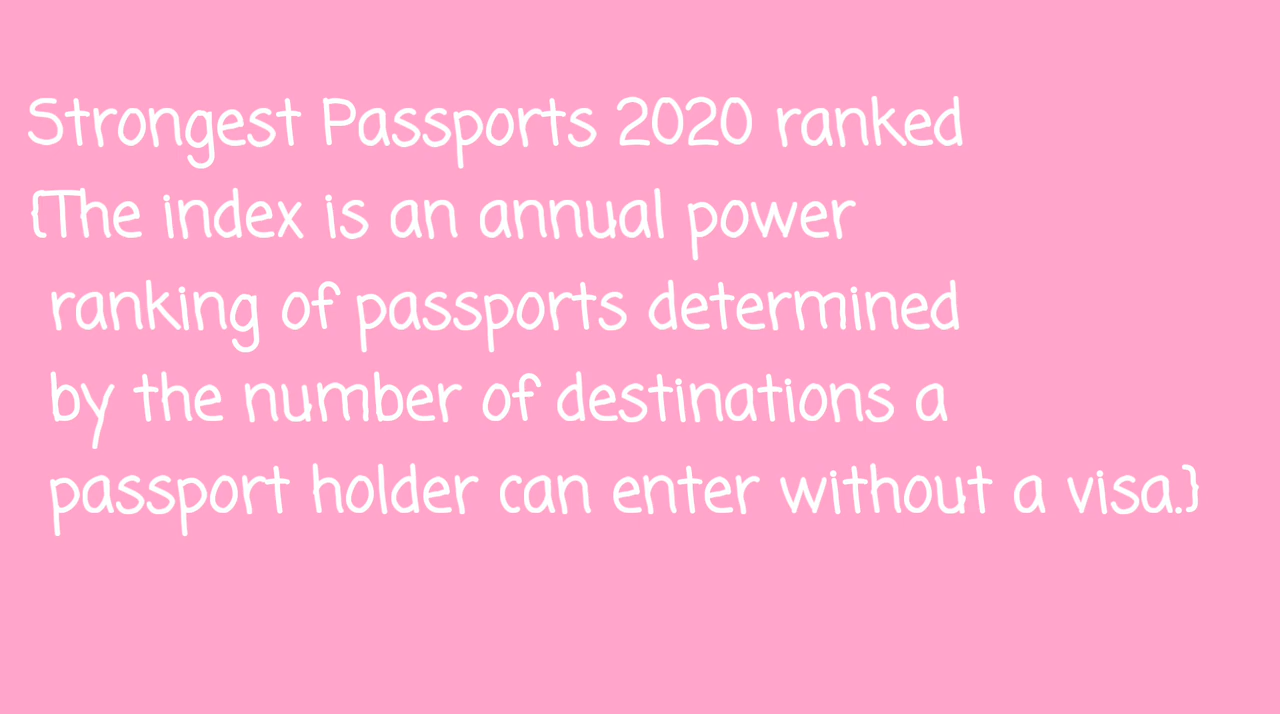 Strongest Passports 2020 ranked
{The index is an annual power
ranking of passports determined
by the number of destinations a
passport holder can enter without a visa.}